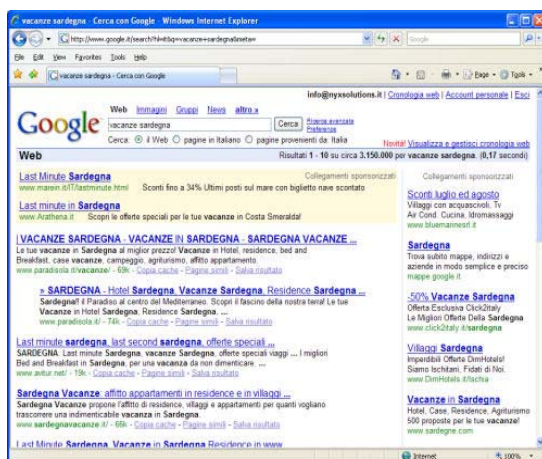 vacanze sardegna - Cerca con Google - Windows Internet Explorer
http://www.google.it/search?hl=it&q=vacanze+sardegna&meta=
Google
File Edit View Favorites Tools Help
vacanze sardegna - Cerca con Google
Page Tools
info@nyxsolutions.it | Cronologia web | Account personale | Esci
Web Immagini Gruppi News altro »
Google
vacanze sardegna
Cerca
Ricerca avanzata
Preferenze
Cerca: il Web pagine in Italiano pagine provenienti da: Italia
Novità! Visualizza e gestisci cronologia web
Web
Risultati 1 - 10 su circa 3.150.000 per vacanze sardegna. (0,17 secondi)
Last Minute Sardegna
Collegamenti sponsorizzati
www.marein.it/IT/lastminute.html Sconti fino a 34% Ultimi posti sul mare con biglietto nave scontato
Last minute in Sardegna
www.Arathena.it Scopri le offerte speciali per le tue vacanze in Costa Smeralda!
| VACANZE SARDEGNA - VACANZE IN SARDEGNA - SARDEGNA VACANZE ...
Le tue vacanze in Sardegna al miglior prezzo! Vacanze in Hotel, residence, bed and
Breakfast, case vacanze, campeggio, agriturismo, affitto appartamento.
www.paradisola.it/vacanze/ - 69k - Copia cache - Pagine simili - Salva risultato
» SARDEGNA - Hotel Sardegna, Vacanze Sardegna, Residence Sardegna ...
Sardegna!! il Paradiso al centro del Mediterraneo. Scopri il fascino della nostra terra! Le tue
Vacanze in Hotel, Residence Sardegna, ...
www.paradisola.it/ - 74k - Copia cache - Pagine simili - Salva risultato
Last minute sardegna, last second sardegna, offerte speciali ...
SARDEGNA. Last minute Sardegna, vacanze Sardegna, offerte speciali viaggi ... I migliori
Bed and Breakfast in Sardegna, per una vacanza da non dimenticare. ...
www.avitur.net/ - 19k - Copia cache - Pagine simili - Salva risultato
Sardegna Vacanze: affitto appartamenti in residence e in villaggi ...
Sardegna Vacanze propone l'affitto di residence, villaggi e appartamenti per quanti vogliano
trascorrere una indimenticabile vacanza in Sardegna.
www.sardegnavacanze.it/ - 66k - Copia cache - Pagine simili - Salva risultato
Last Minute Sardegna, Vacanze in Sardegna Residence in www
Collegamenti sponsorizzati
Sconti luglio ed agosto
Villaggi con acquascivoli, Tv
Air Cond. Cucina, Idromassaggi
www.bluemannesrl.it
Sardegna
Trova subito mappe, indirizzi e
aziende in modo semplice e preciso
mappe.google.it
-50% Vacanze Sardegna
Offerta Esclusiva Click2italy
Le Migliori Offerte Della Sardegna
www.click2italy.it/sardegna
Villaggi Sardegna
Imperdibili Offerte DimHotels!
Siamo Ischitani, Fidati di Noi.
www.DimHotels.it/Ischia
Vacanze in Sardegna
Hotel, Case, Residence, Agriturismo
500 proposte per le tue vacanze!
www.sardegne.com
Internet
100%